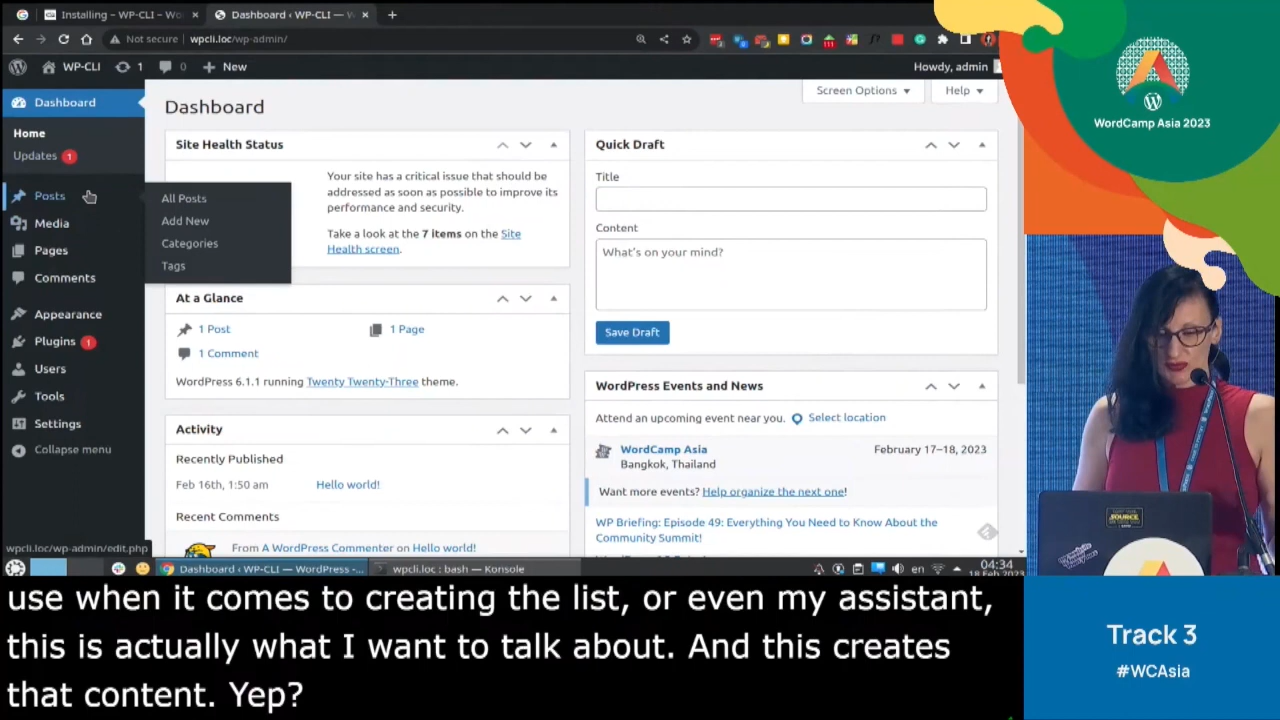 Installing – WP-CLI – Wo
Dashboard ‹ WP-CLI — W
Not secure
wpcli.loc/wp-admin/
WP-CLI
1
0
New
Howdy, admin
Dashboard
Home
Updates 1
Posts
Media
Pages
Comments
Appearance
Plugins 1
Users
Tools
Settings
Collapse menu
All Posts
Add New
Categories
Tags
wpcli.loc/wp-admin/edit.php
Dashboard
Screen Options
Help
Site Health Status
Your site has a critical issue that should be
addressed as soon as possible to improve its
performance and security.
Take a look at the 7 items on the Site
Health screen.
At a Glance
1 Post
1 Page
1 Comment
WordPress 6.1.1 running Twenty Twenty-Three theme.
Activity
Recently Published
Feb 16th, 1:50 am
Hello world!
Recent Comments
From A WordPress Commenter on Hello world!
Quick Draft
Title
Content
What's on your mind?
Save Draft
WordPress Events and News
Attend an upcoming event near you.
Select location
WordCamp Asia
February 17–18, 2023
Bangkok, Thailand
Want more events? Help organize the next one!
WP Briefing: Episode 49: Everything You Need to Know About the
Community Summit!
Dashboard ‹ WP-CLI — WordPress -...
wpcli.loc : bash — Konsole
en
04:34
18 Feb 2023
use when it comes to creating the list, or even my assistant,
this is actually what I want to talk about. And this creates
that content. Yep?
WordCamp Asia 2023
Track 3
#WCAsia